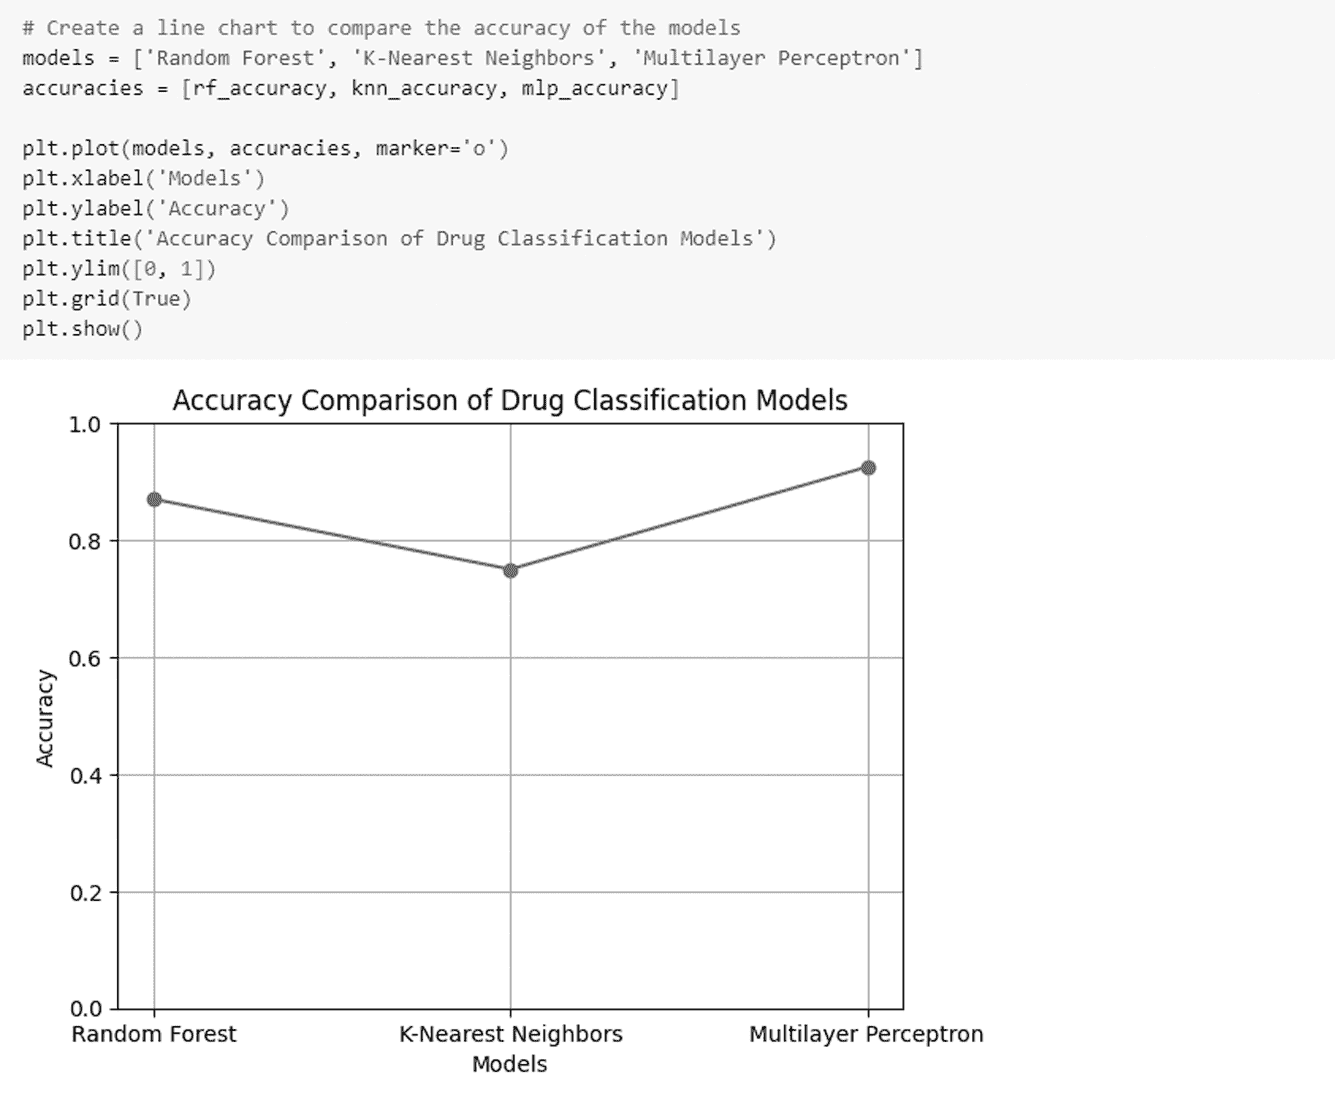 # Create a line chart to compare the accuracy of the models
models = ['Random Forest', 'K-Nearest Neighbors', 'Multilayer Perceptron']
accuracies = [rf_accuracy, knn_accuracy, mlp_accuracy]
plt.plot(models, accuracies, marker='o')
plt.xlabel('Models')
plt.ylabel('Accuracy')
plt.title('Accuracy Comparison of Drug Classification Models')
plt.ylim([0, 1])
plt.grid(True)
plt.show()
Accuracy Comparison of Drug Classification Models
1.0
0.8
0.6
0.4
0.2
0.0
Accuracy
Random Forest
K-Nearest Neighbors
Multilayer Perceptron
Models